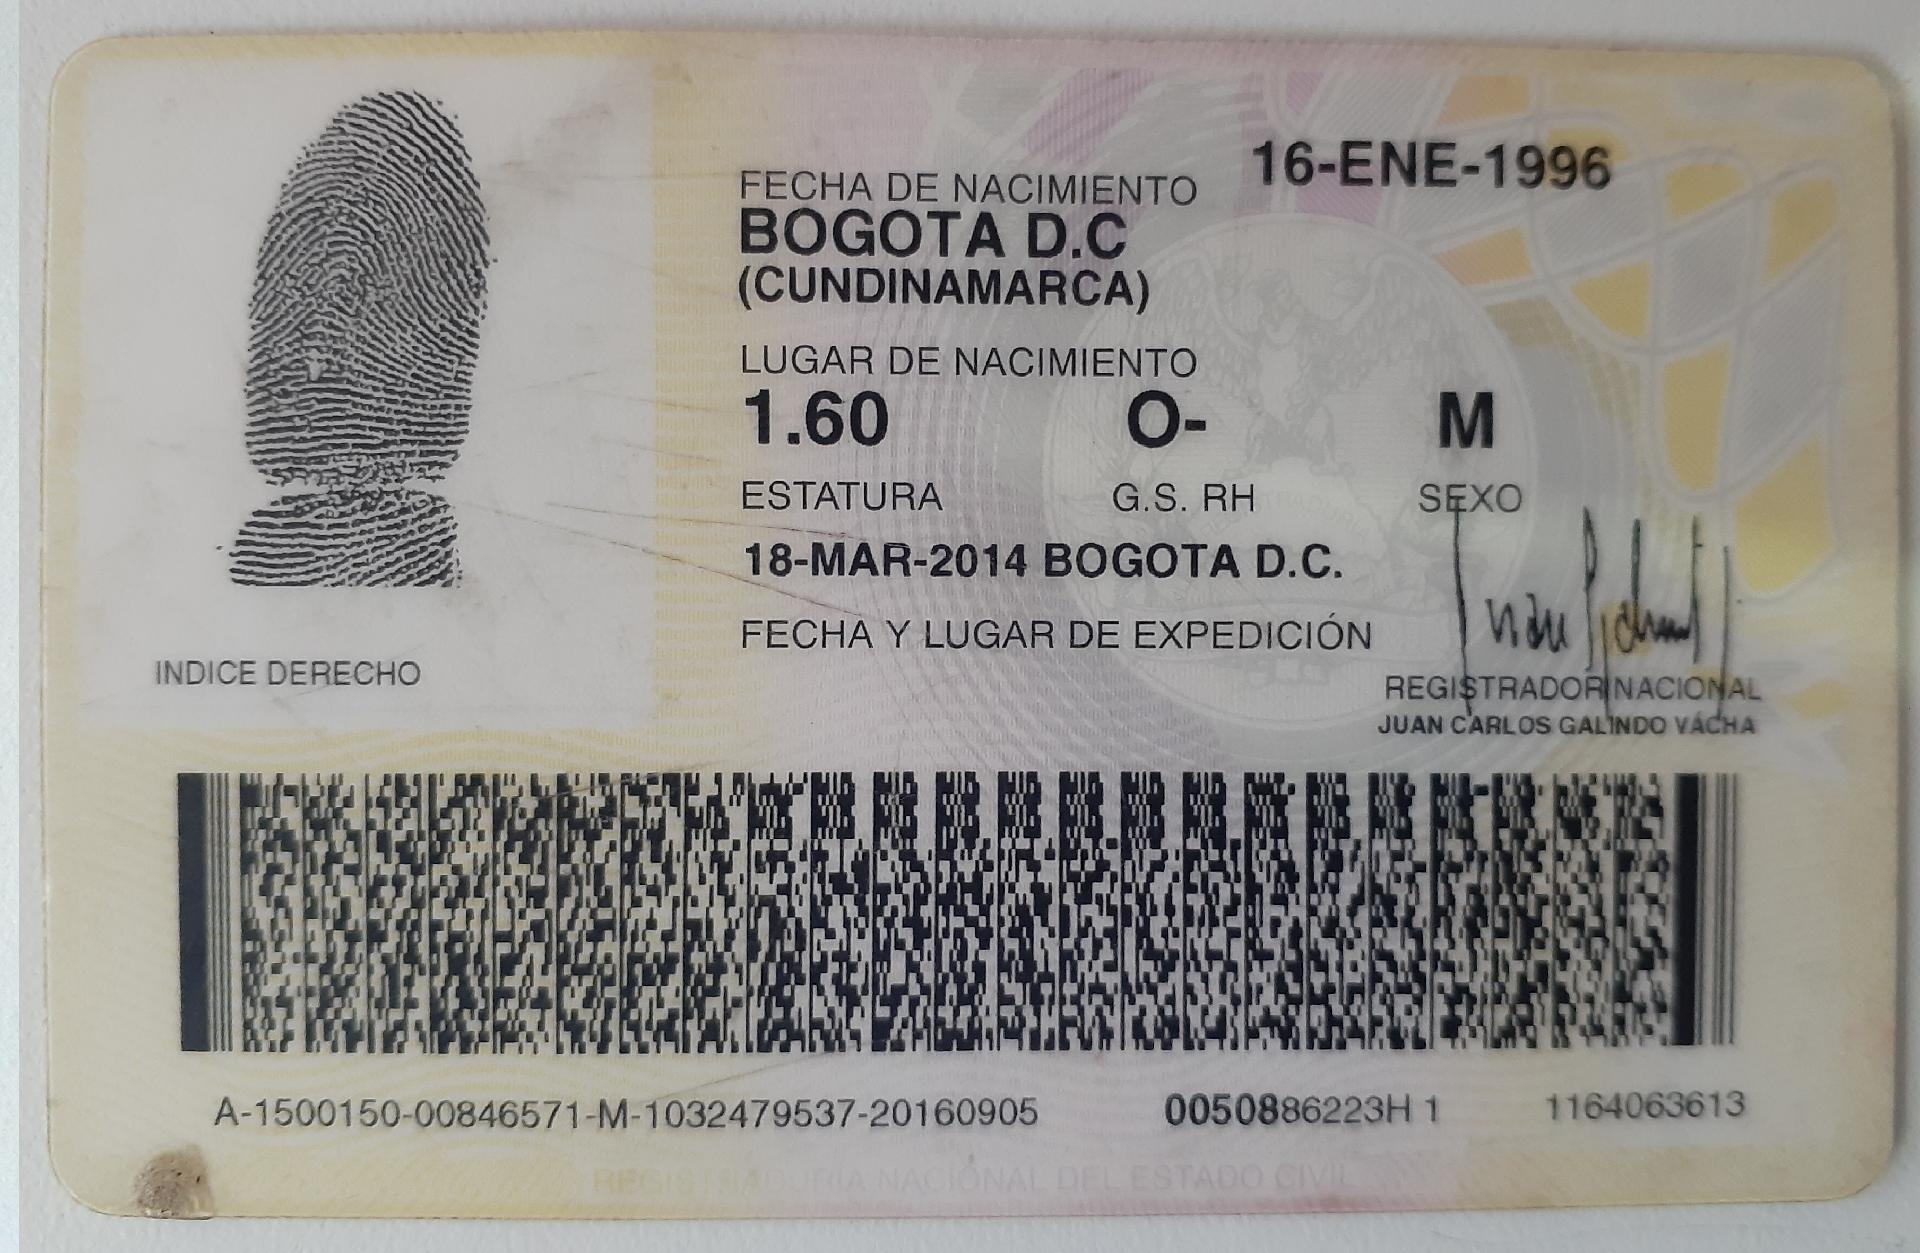 16-ENE-1996
FECHA DE NACIMIENTO
BOGOTA D.C
(CUNDINAMARCA)
LUGAR DE NACIMIENTO
1.60 O- M
ESTATURA G.S. RH SEXO
18-MAR-2014 BOGOTA D.C.
FECHA Y LUGAR DE EXPEDICIÓN
INDICE DERECHO
REGISTRADOR NACIONAL
JUAN CARLOS GALINDO VÁCHA
A-1500150-00846571-M-1032479537-20160905 0050886223H 1 1164063613
REGISTRADURIA NACIONAL DEL ESTADO CIVIL